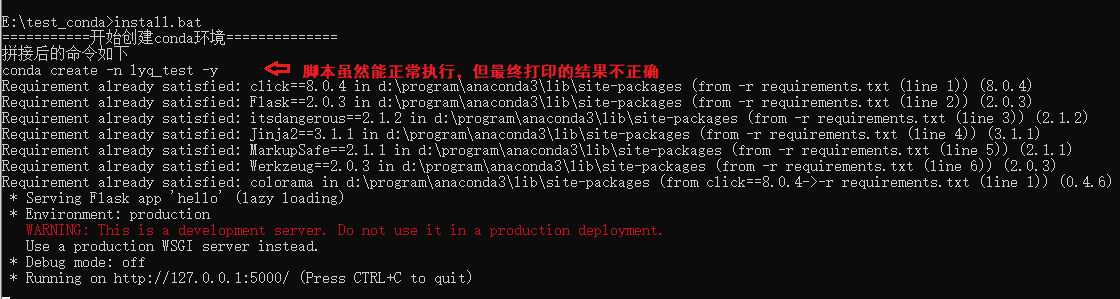 E:\test_conda>install.bat
===========开始创建conda环境==============
拼接后的命令如下
conda create -n lyq_test -y 脚本虽然能正常执行，但最终打印的结果不正确
Requirement already satisfied: click==8.0.4 in d:\program\anaconda3\lib\site-packages (from -r requirements.txt (line 1)) (8.0.4)
Requirement already satisfied: Flask==2.0.3 in d:\program\anaconda3\lib\site-packages (from -r requirements.txt (line 2)) (2.0.3)
Requirement already satisfied: itsdangerous==2.1.2 in d:\program\anaconda3\lib\site-packages (from -r requirements.txt (line 3)) (2.1.2)
Requirement already satisfied: Jinja2==3.1.1 in d:\program\anaconda3\lib\site-packages (from -r requirements.txt (line 4)) (3.1.1)
Requirement already satisfied: MarkupSafe==2.1.1 in d:\program\anaconda3\lib\site-packages (from -r requirements.txt (line 5)) (2.1.1)
Requirement already satisfied: Werkzeug==2.0.3 in d:\program\anaconda3\lib\site-packages (from -r requirements.txt (line 6)) (2.0.3)
Requirement already satisfied: colorama in d:\program\anaconda3\lib\site-packages (from click==8.0.4->-r requirements.txt (line 1)) (0.4.6)
 * Serving Flask app 'hello' (lazy loading)
 * Environment: production
   WARNING: This is a development server. Do not use it in a production deployment.
   Use a production WSGI server instead.
 * Debug mode: off
 * Running on http://127.0.0.1:5000/ (Press CTRL+C to quit)